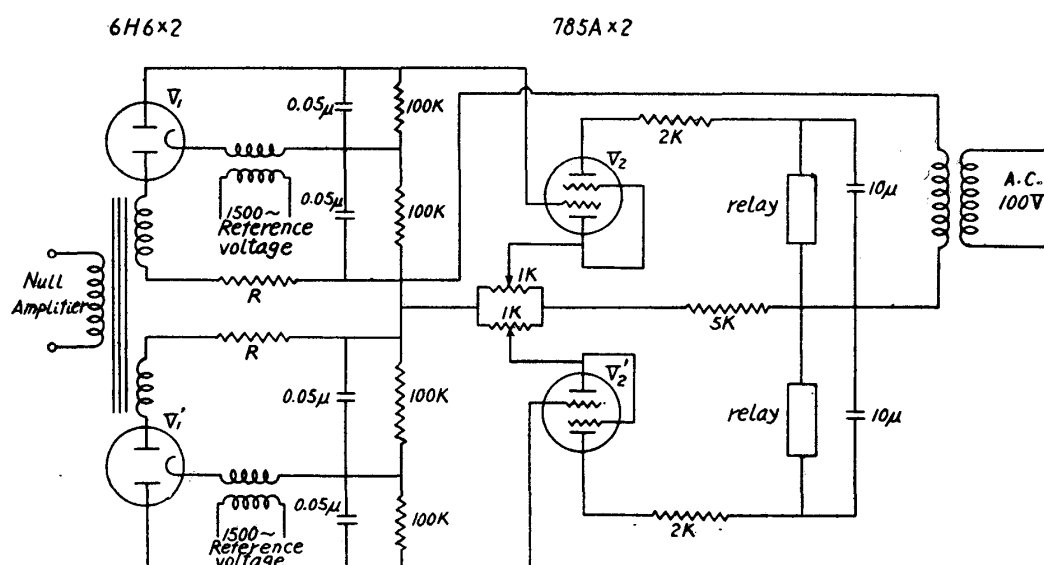 6H6×2
785A×2
V₁
0.05μ
100K
2K
V₂
0.05μ
100K
1500~
Reference
voltage
relay
10μ
A.C.
100V
Null
Amplifier
R
1K
1K
5K
R
V₂'
0.05μ
100K
V₁'
relay
10μ
0.05μ
100K
2K
1500~
Reference
voltage